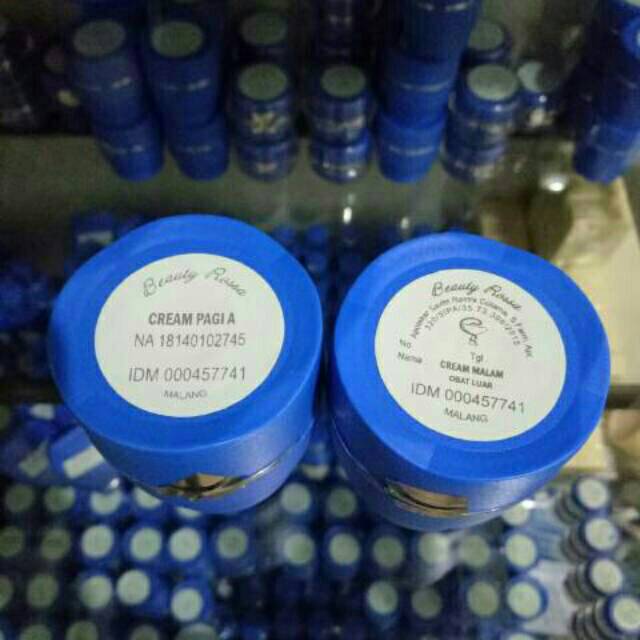 Beauty Rossa
CREAM PAGI A
NA 18140102745
IDM 000457741
MALANG
Beauty Rossa
No
Tgl
Name
CREAM MALAM
OBAT LUAR
IDM 000457741
MALANG